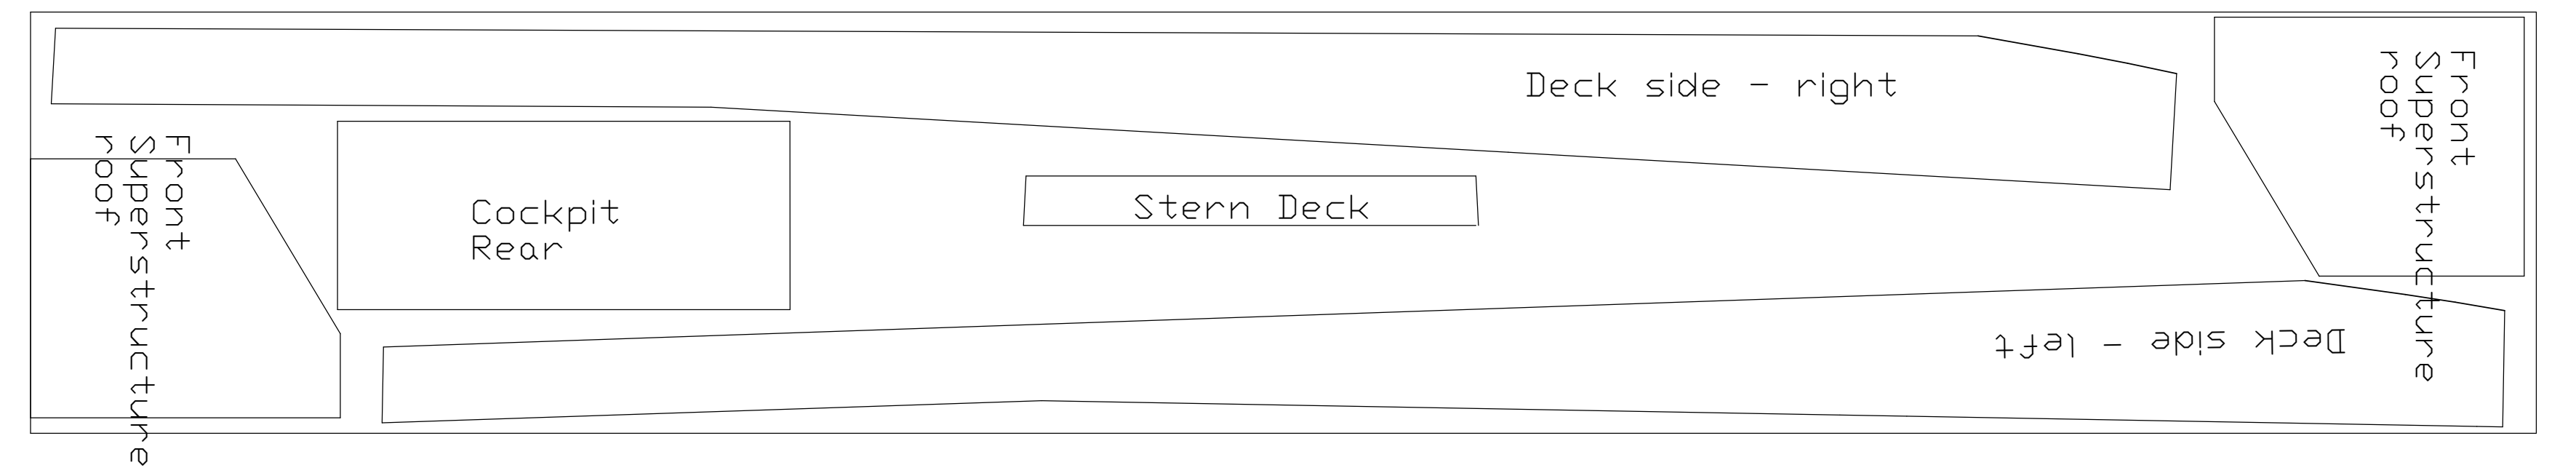 Deck side - right
Front
Superstructure
roof
Front
Superstructure
roof
Cockpit
Rear
Stern Deck
Deck side - left